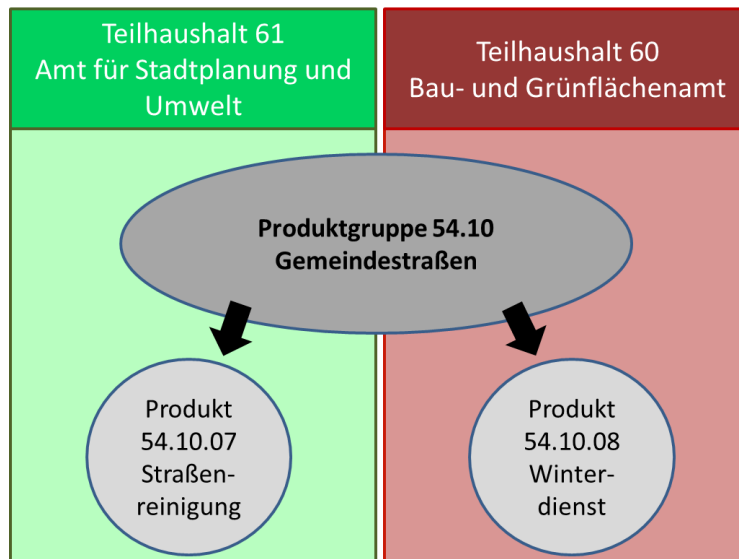 Teilhaushalt 61
Amt für Stadtplanung und
Umwelt
Teilhaushalt 60
Bau- und Grünflächenamt
Produktgruppe 54.10
Gemeindestraßen
Produkt
54.10.07
Straßen-
reinigung
Produkt
54.10.08
Winter-
dienst